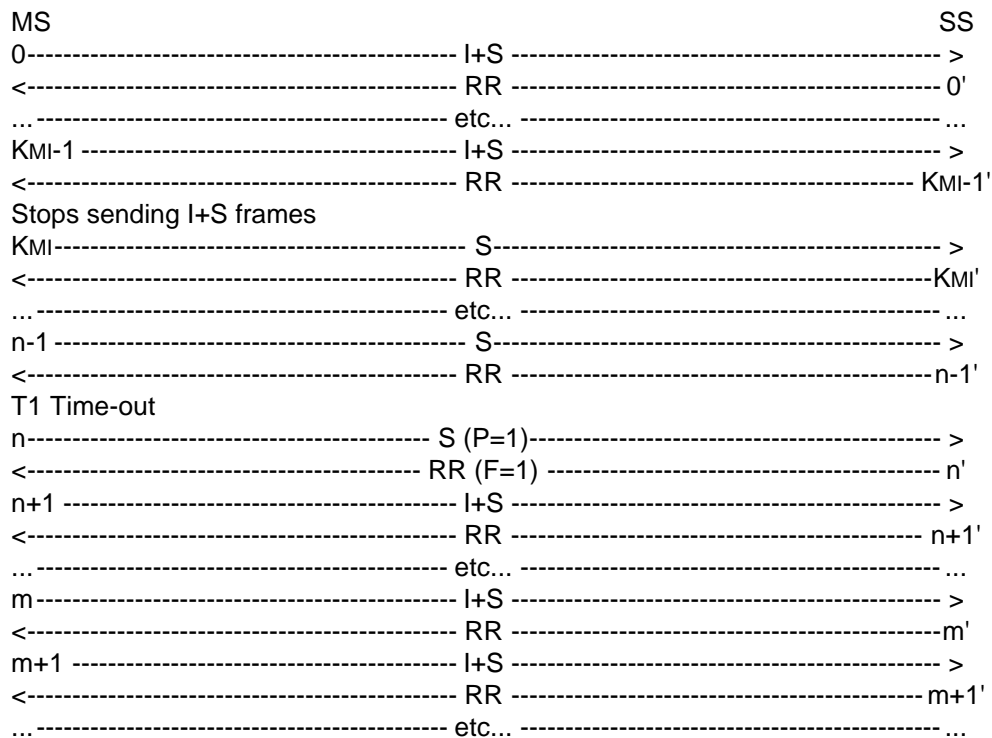 MS SS
0----------------------------------------------- I+S ----------------------------------------------- >
<----------------------------------------------- RR ----------------------------------------------- 0'
...--------------------------------------------- etc... ---------------------------------------------- ...
KMI-1 ----------------------------------------- I+S ----------------------------------------------- >
<----------------------------------------------- RR -------------------------------------------- KMI-1'
Stops sending I+S frames
KMI--------------------------------------------- S------------------------------------------------- >
<----------------------------------------------- RR ----------------------------------------------KMI'
...--------------------------------------------- etc... ---------------------------------------------- ...
n-1 --------------------------------------------- S------------------------------------------------- >
<----------------------------------------------- RR ----------------------------------------------n-1'
T1 Time-out
n-------------------------------------------- S (P=1)--------------------------------------------- >
<------------------------------------------- RR (F=1) ------------------------------------------- n'
n+1 ------------------------------------------- I+S ----------------------------------------------- >
<----------------------------------------------- RR --------------------------------------------- n+1'
...--------------------------------------------- etc... ---------------------------------------------- ...
m---------------------------------------------- I+S ----------------------------------------------- >
<----------------------------------------------- RR -----------------------------------------------m'
m+1 ------------------------------------------ I+S ----------------------------------------------- >
<----------------------------------------------- RR --------------------------------------------- m+1'
...--------------------------------------------- etc... ---------------------------------------------- ...